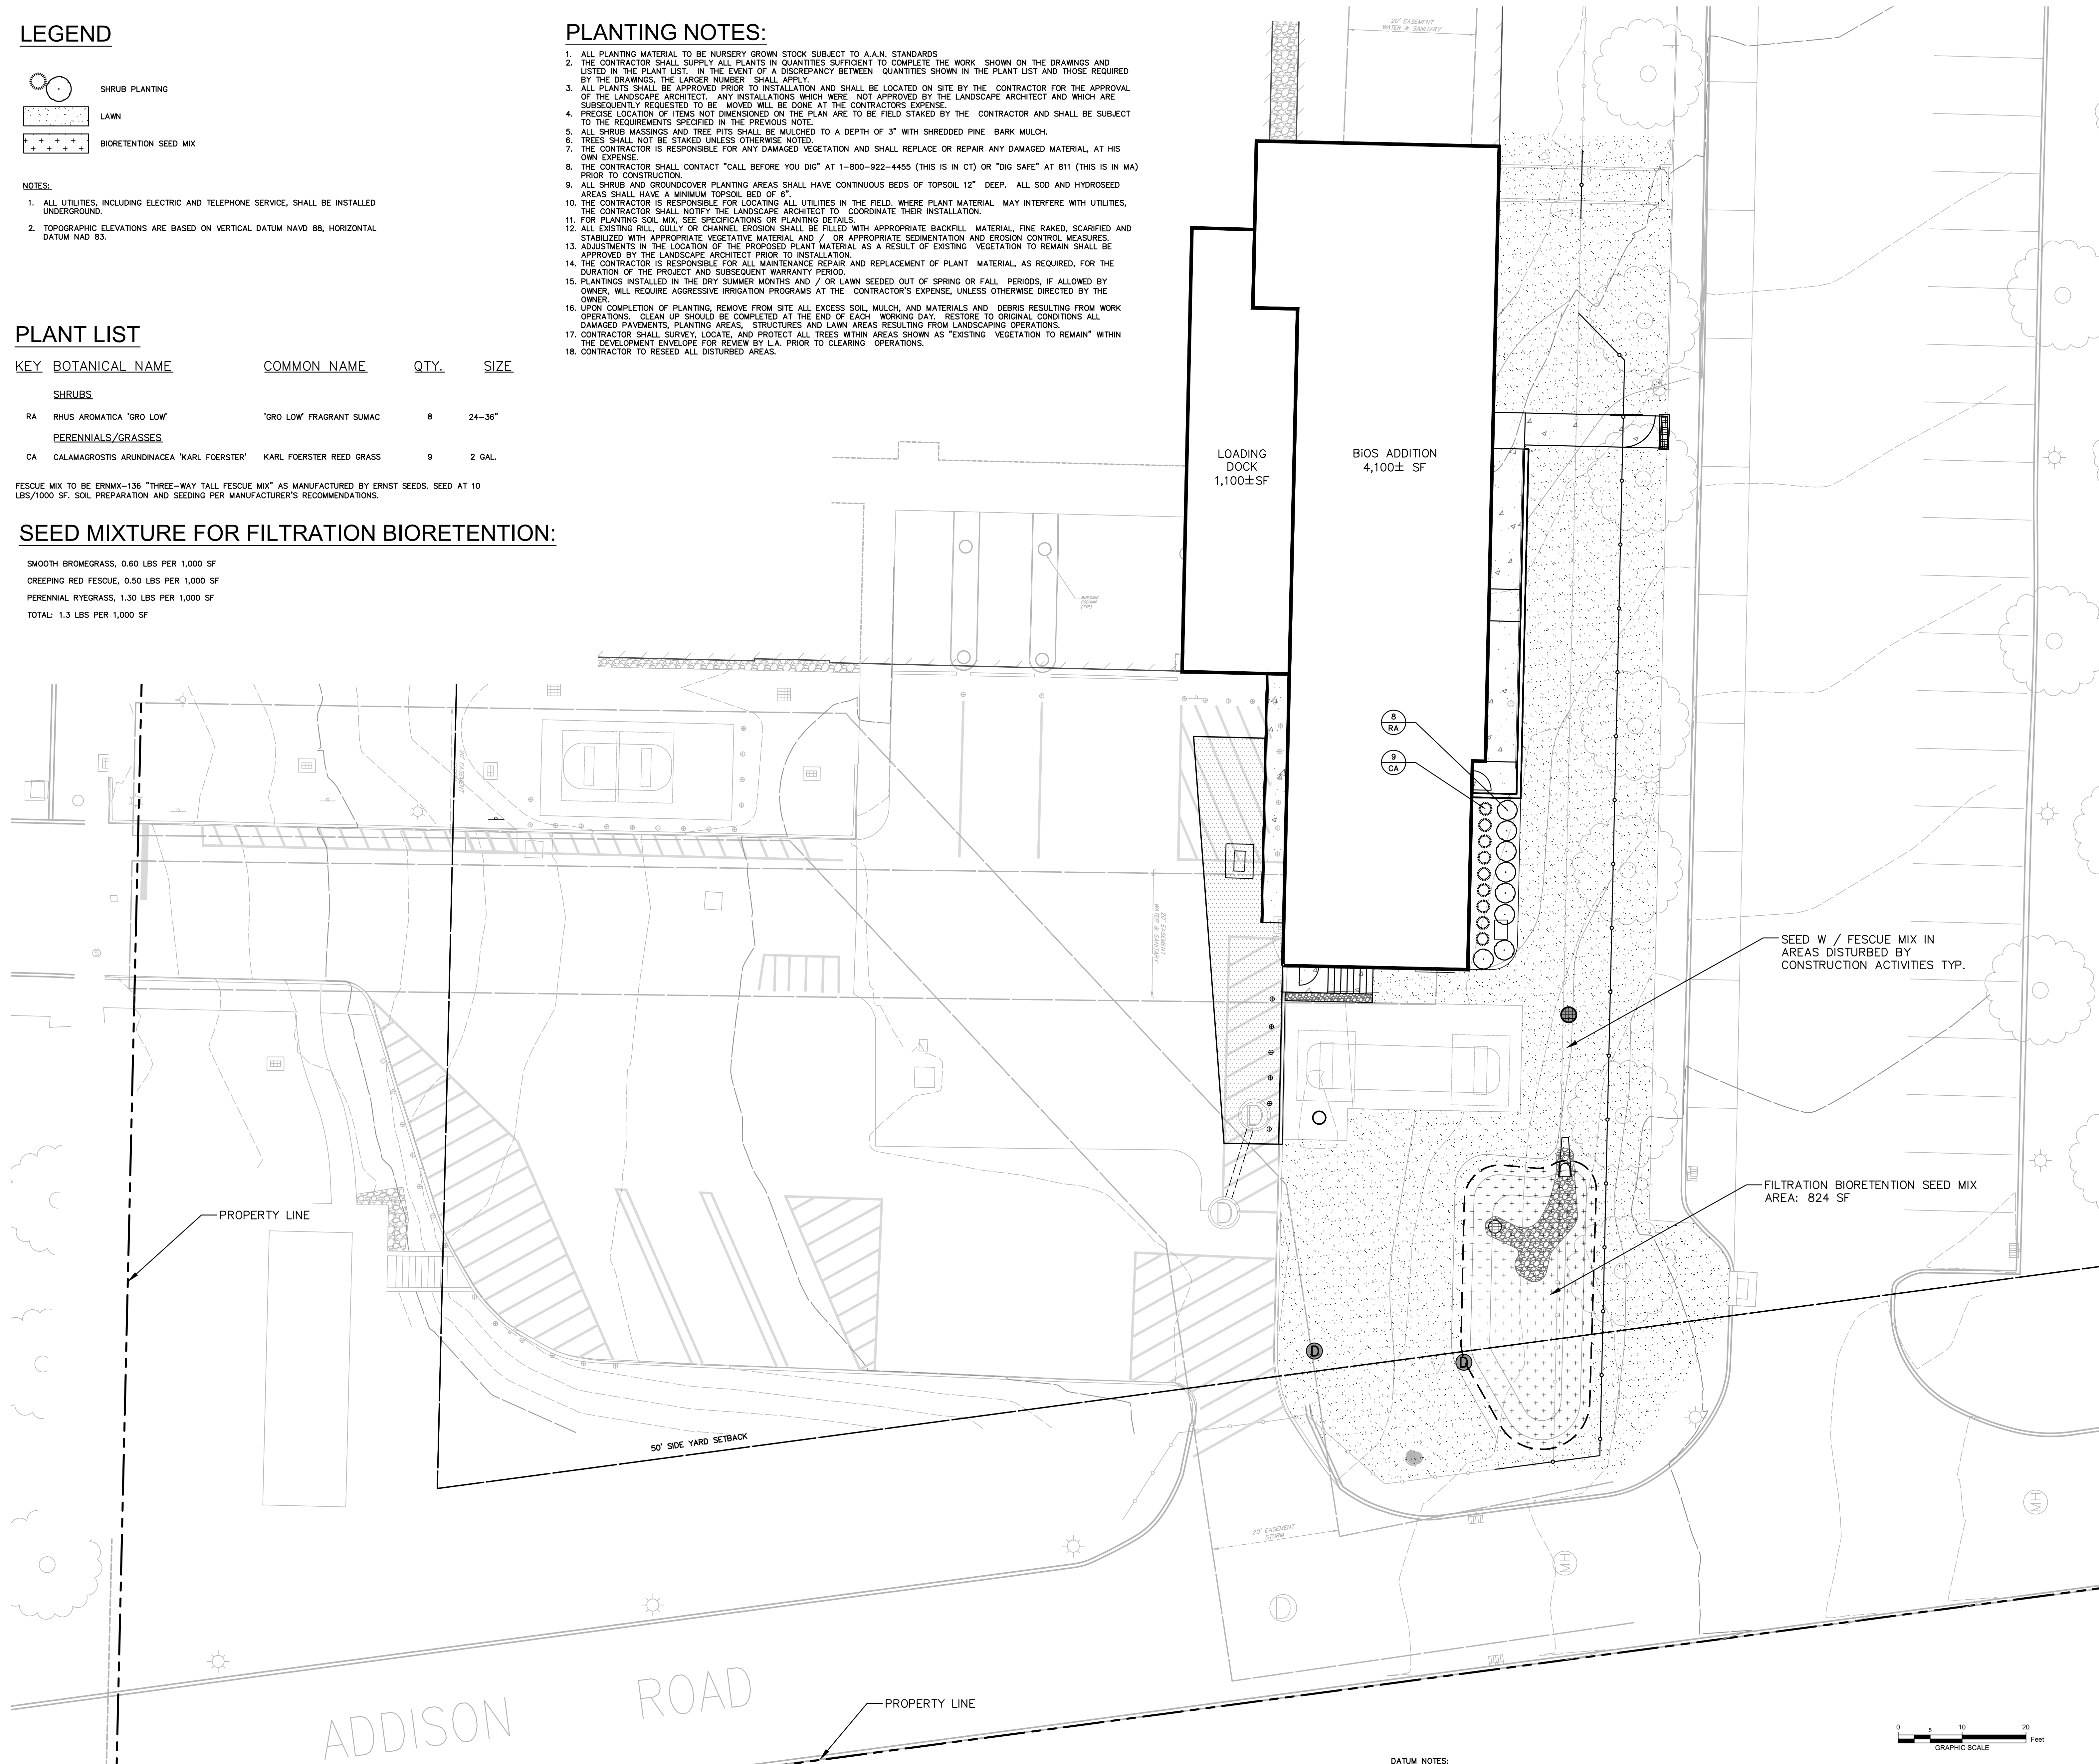 LEGEND
SHRUB PLANTING
LAWN
BIORETENTION SEED MIX
NOTES:
1. ALL UTILITIES, INCLUDING ELECTRIC AND TELEPHONE SERVICE, SHALL BE INSTALLED
UNDERGROUND.
2. TOPOGRAPHIC ELEVATIONS ARE BASED ON VERTICAL DATUM NAVD 88, HORIZONTAL
DATUM NAD 83.
PLANT LIST
KEY BOTANICAL NAME COMMON NAME QTY. SIZE
SHRUBS
RA RHUS AROMATICA 'GRO LOW' 'GRO LOW' FRAGRANT SUMAC 8 24-36"
PERENNIALS/GRASSES
CA CALAMAGROSTIS ARUNDINACEA 'KARL FOERSTER' KARL FOERSTER REED GRASS 9 2 GAL.
FESCUE MIX TO BE ERNMX-136 "THREE-WAY TALL FESCUE MIX" AS MANUFACTURED BY ERNST SEEDS. SEED AT 10
LBS/1000 SF. SOIL PREPARATION AND SEEDING PER MANUFACTURER'S RECOMMENDATIONS.
SEED MIXTURE FOR FILTRATION BIORETENTION:
SMOOTH BROMEGRASS, 0.60 LBS PER 1,000 SF
CREEPING RED FESCUE, 0.50 LBS PER 1,000 SF
PERENNIAL RYEGRASS, 1.30 LBS PER 1,000 SF
TOTAL: 1.3 LBS PER 1,000 SF
PLANTING NOTES:
1. ALL PLANTING MATERIAL TO BE NURSERY GROWN STOCK SUBJECT TO A.A.N. STANDARDS
2. THE CONTRACTOR SHALL SUPPLY ALL PLANTS IN QUANTITIES SUFFICIENT TO COMPLETE THE WORK SHOWN ON THE DRAWINGS AND
LISTED IN THE PLANT LIST. IN THE EVENT OF A DISCREPANCY BETWEEN QUANTITIES SHOWN IN THE PLANT LIST AND THOSE REQUIRED
BY THE DRAWINGS, THE LARGER NUMBER SHALL APPLY.
3. ALL PLANTS SHALL BE APPROVED PRIOR TO INSTALLATION AND SHALL BE LOCATED ON SITE BY THE CONTRACTOR FOR THE APPROVAL
OF THE LANDSCAPE ARCHITECT. ANY INSTALLATIONS WHICH WERE NOT APPROVED BY THE LANDSCAPE ARCHITECT AND WHICH ARE
SUBSEQUENTLY REQUESTED TO BE MOVED WILL BE DONE AT THE CONTRACTORS EXPENSE.
4. PRECISE LOCATION OF ITEMS NOT DIMENSIONED ON THE PLAN ARE TO BE FIELD STAKED BY THE CONTRACTOR AND SHALL BE SUBJECT
TO THE REQUIREMENTS SPECIFIED IN THE PREVIOUS NOTE.
5. ALL SHRUB MASSINGS AND TREE PITS SHALL BE MULCHED TO A DEPTH OF 3" WITH SHREDDED PINE BARK MULCH.
6. TREES SHALL NOT BE STAKED UNLESS OTHERWISE NOTED.
7. THE CONTRACTOR IS RESPONSIBLE FOR ANY DAMAGED VEGETATION AND SHALL REPLACE OR REPAIR ANY DAMAGED MATERIAL, AT HIS
OWN EXPENSE.
8. THE CONTRACTOR SHALL CONTACT "CALL BEFORE YOU DIG" AT 1-800-922-4455 (THIS IS IN CT) OR "DIG SAFE" AT 811 (THIS IS IN MA)
PRIOR TO CONSTRUCTION.
9. ALL SHRUB AND GROUNDCOVER PLANTING AREAS SHALL HAVE CONTINUOUS BEDS OF TOPSOIL 12" DEEP. ALL SOD AND HYDROSEED
AREAS SHALL HAVE A MINIMUM TOPSOIL BED OF 6".
10. THE CONTRACTOR IS RESPONSIBLE FOR LOCATING ALL UTILITIES IN THE FIELD. WHERE PLANT MATERIAL MAY INTERFERE WITH UTILITIES,
THE CONTRACTOR SHALL NOTIFY THE LANDSCAPE ARCHITECT TO COORDINATE THEIR INSTALLATION.
11. FOR PLANTING SOIL MIX, SEE SPECIFICATIONS OR PLANTING DETAILS.
12. ALL EXISTING RILL, GULLY OR CHANNEL EROSION SHALL BE FILLED WITH APPROPRIATE BACKFILL MATERIAL, FINE RAKED, SCARIFIED AND
STABILIZED WITH APPROPRIATE VEGETATIVE MATERIAL AND / OR APPROPRIATE SEDIMENTATION AND EROSION CONTROL MEASURES.
13. ADJUSTMENTS IN THE LOCATION OF THE PROPOSED PLANT MATERIAL AS A RESULT OF EXISTING VEGETATION TO REMAIN SHALL BE
APPROVED BY THE LANDSCAPE ARCHITECT PRIOR TO INSTALLATION.
14. THE CONTRACTOR IS RESPONSIBLE FOR ALL MAINTENANCE REPAIR AND REPLACEMENT OF PLANT MATERIAL, AS REQUIRED, FOR THE
DURATION OF THE PROJECT AND SUBSEQUENT WARRANTY PERIOD.
15. PLANTINGS INSTALLED IN THE DRY SUMMER MONTHS AND / OR LAWN SEEDED OUT OF SPRING OR FALL PERIODS, IF ALLOWED BY
OWNER, WILL REQUIRE AGGRESSIVE IRRIGATION PROGRAMS AT THE CONTRACTOR'S EXPENSE, UNLESS OTHERWISE DIRECTED BY THE
OWNER.
16. UPON COMPLETION OF PLANTING, REMOVE FROM SITE ALL EXCESS SOIL, MULCH, AND MATERIALS AND DEBRIS RESULTING FROM WORK
OPERATIONS. CLEAN UP SHOULD BE COMPLETED AT THE END OF EACH WORKING DAY. RESTORE TO ORIGINAL CONDITIONS ALL
DAMAGED PAVEMENTS, PLANTING AREAS, STRUCTURES AND LAWN AREAS RESULTING FROM LANDSCAPING OPERATIONS.
17. CONTRACTOR SHALL SURVEY, LOCATE, AND PROTECT ALL TREES WITHIN AREAS SHOWN AS "EXISTING VEGETATION TO REMAIN" WITHIN
THE DEVELOPMENT ENVELOPE FOR REVIEW BY L.A. PRIOR TO CLEARING OPERATIONS.
18. CONTRACTOR TO RESEED ALL DISTURBED AREAS.
20' EASEMENT
WATER & SANITARY
LOADING
DOCK
1,100±SF
BiOS ADDITION
4,100± SF
BUILDING
COLUMN
(TYP)
8
RA
9
CA
20' EASEMENT
20' EASEMENT
WATER & SANITARY
S
SEED W / FESCUE MIX IN
AREAS DISTURBED BY
CONSTRUCTION ACTIVITIES TYP.
D
D
FILTRATION BIORETENTION SEED MIX
AREA: 824 SF
PROPERTY LINE
D
D
50' SIDE YARD SETBACK
20' EASEMENT
STORM
MH
MH
D
ADDISON ROAD
PROPERTY LINE
0 5 10 20
Feet
GRAPHIC SCALE
DATUM NOTES: